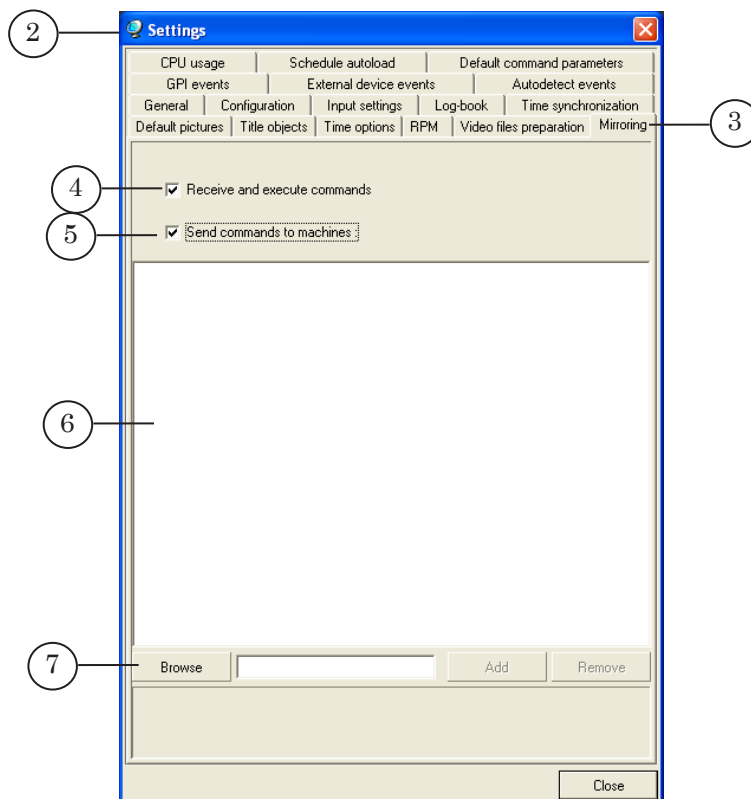 2 Settings
CPU usage Schedule autoload Default command parameters
GPI events External device events Autodetect events
General Configuration Input settings Log-book Time synchronization
Default pictures Title objects Time options RPM Video files preparation Mirroring 3
4 Receive and execute commands
5 Send commands to machines :
6
7 Browse Add Remove
Close